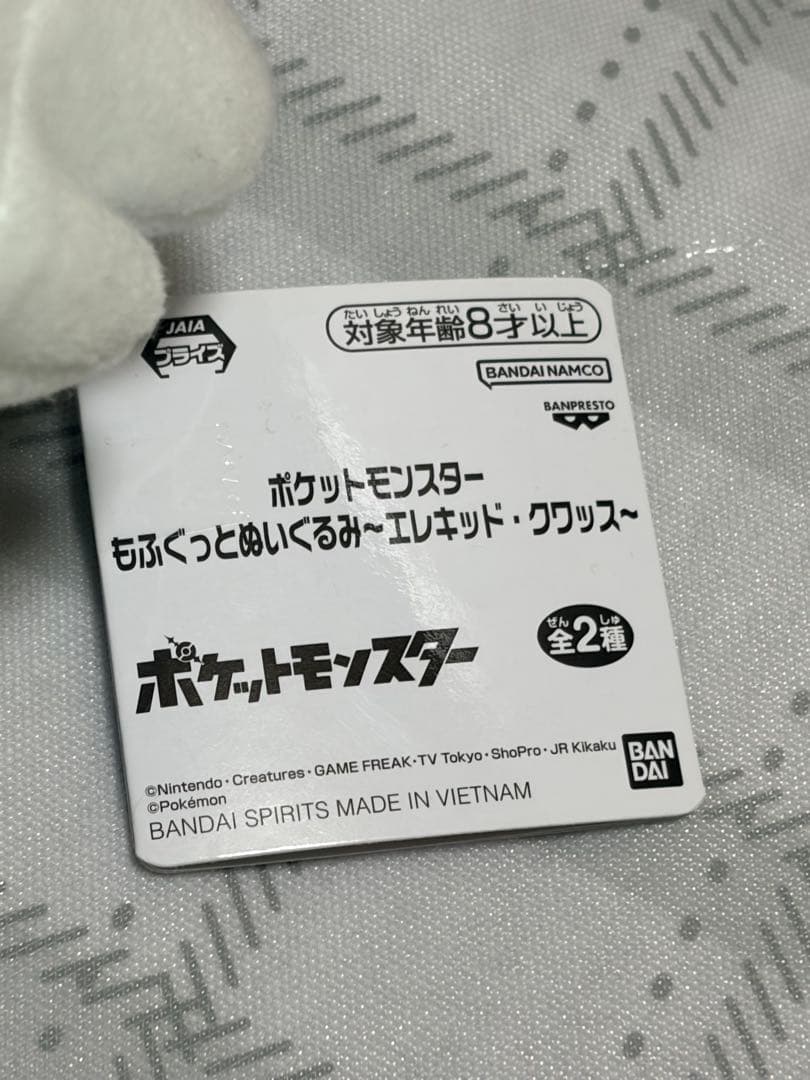 JAIA
プライズ
たいしょうねんれい さいいじょう
対象年齢8才以上
BANDAI NAMCO
BANPRESTO
ポケットモンスター
もふぐっとぬいぐるみ~エレキッド・クワッス~
ぜん しゅ
全2種
ポケットモンスター
©Nintendo・Creatures・GAME FREAK・TV Tokyo・ShoPro・JR Kikaku
©Pokémon
BANDAI SPIRITS MADE IN VIETNAM
BAN
DAI